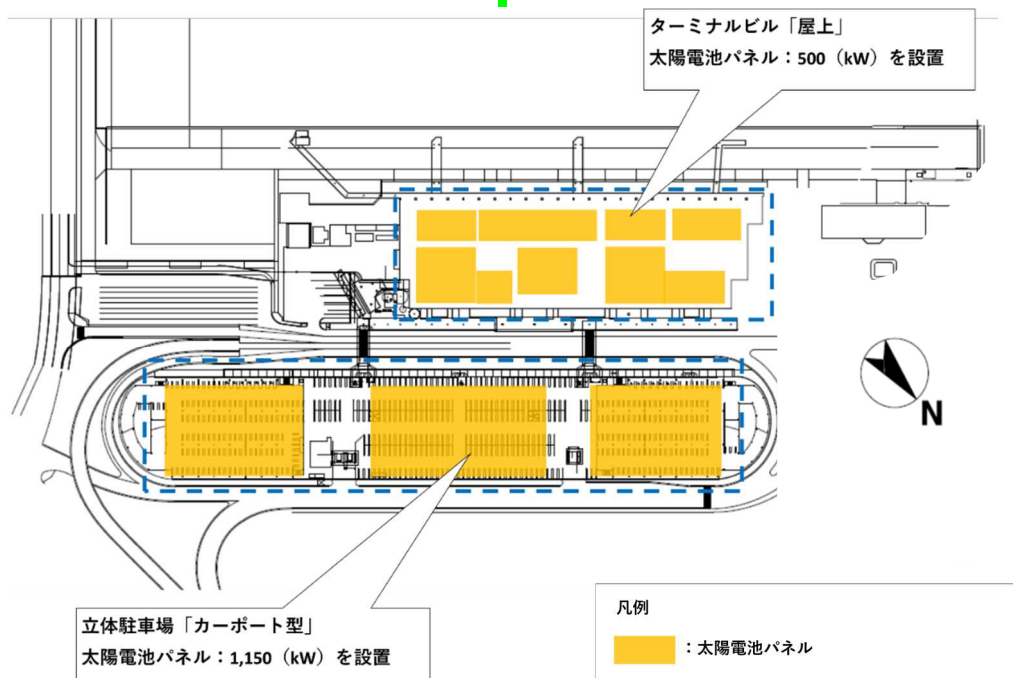 ターミナルビル「屋上」
太陽電池パネル：500（kW）を設置
N
立体駐車場「カーポート型」
太陽電池パネル：1,150（kW）を設置
凡例
：太陽電池パネル